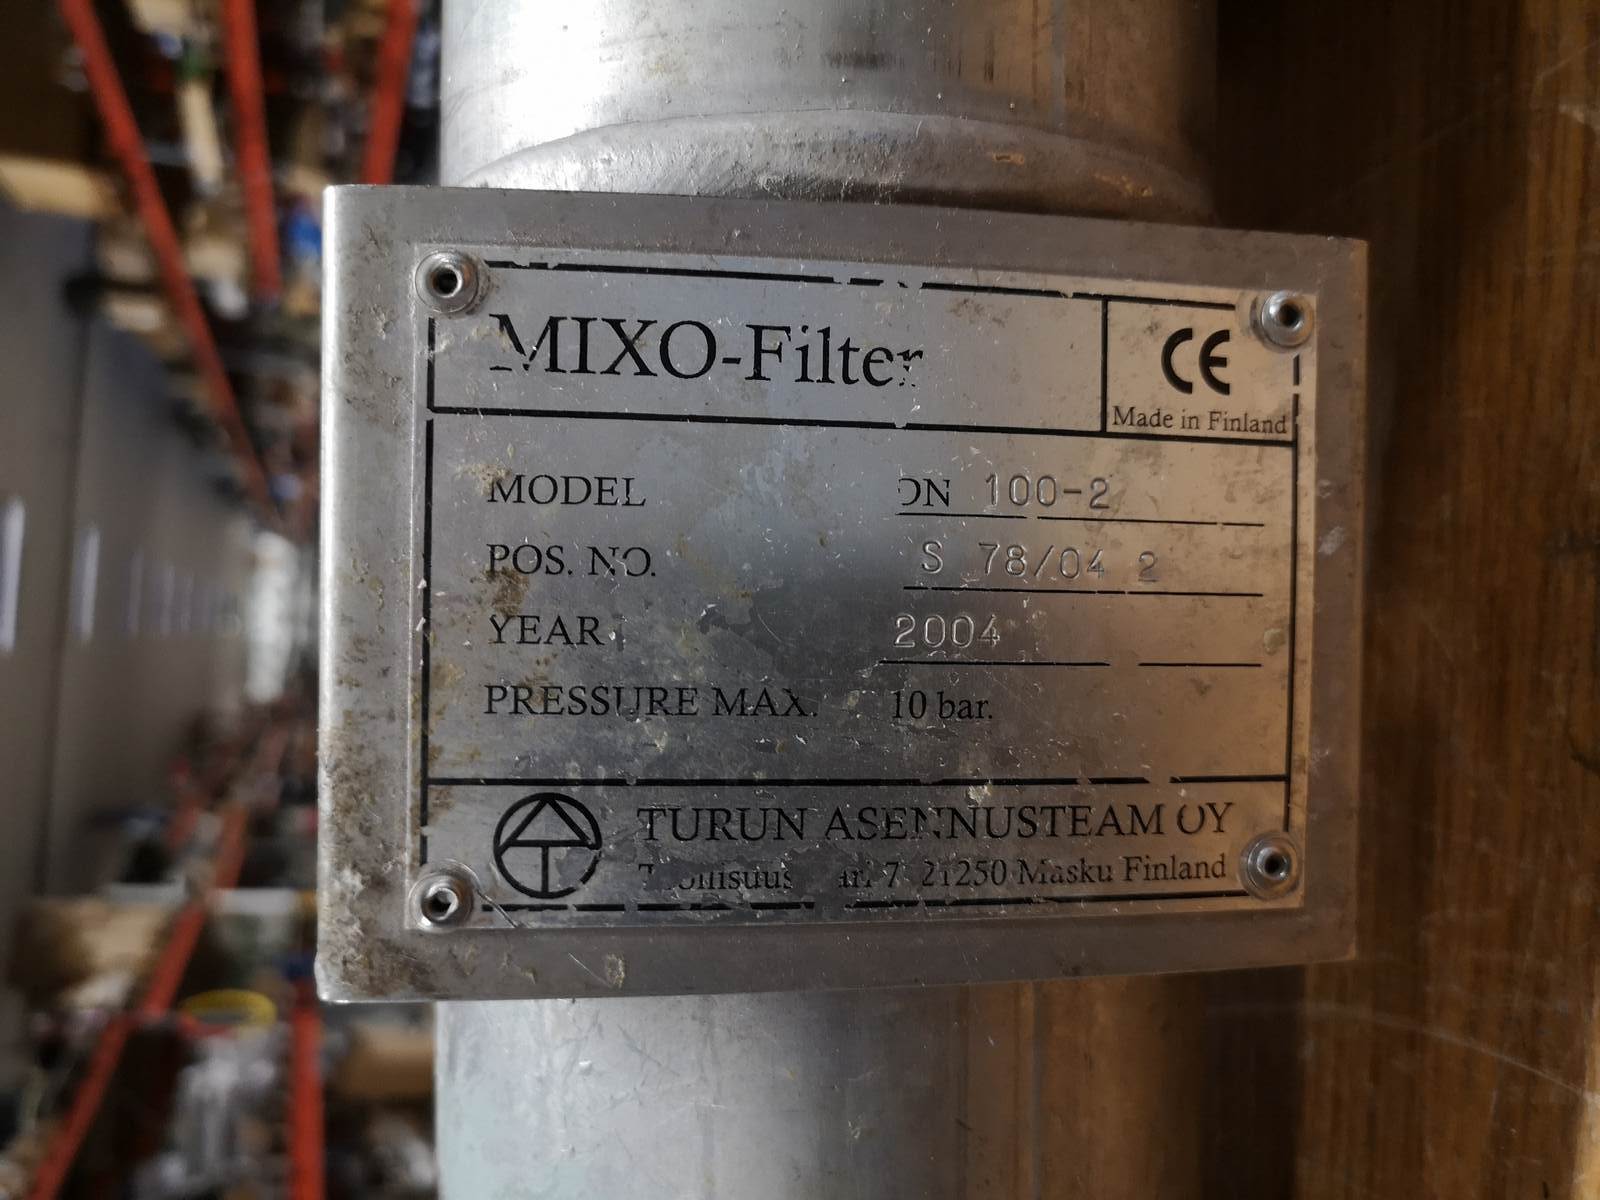 MIXO-Filter
CE
Made in Finland
MODEL DN 100-2
POS. NO. S 78/04 2
YEAR 2004
PRESSURE MAX. 10 bar.
TURUN ASENNUSTEAM OY
7 21250 Masku Finland